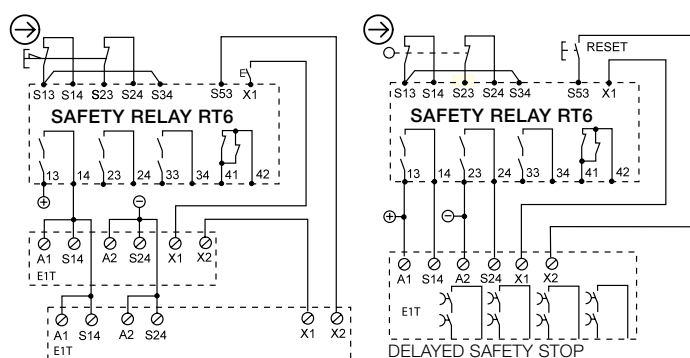 S13 S14 S23 S24 S34 S53 X1
SAFETY RELAY RT6
13 14 23 24 33 34 41 42
+ −
A1 S14 A2 S24 X1 X2
E1T
A1 S14 A2 S24 X1 X2
E1T
RESET
S13 S14 S23 S24 S34 S53 X1
SAFETY RELAY RT6
13 14 23 24 33 34 41 42
+ −
A1 S14 A2 S24 X1 X2
E1T
DELAYED SAFETY STOP